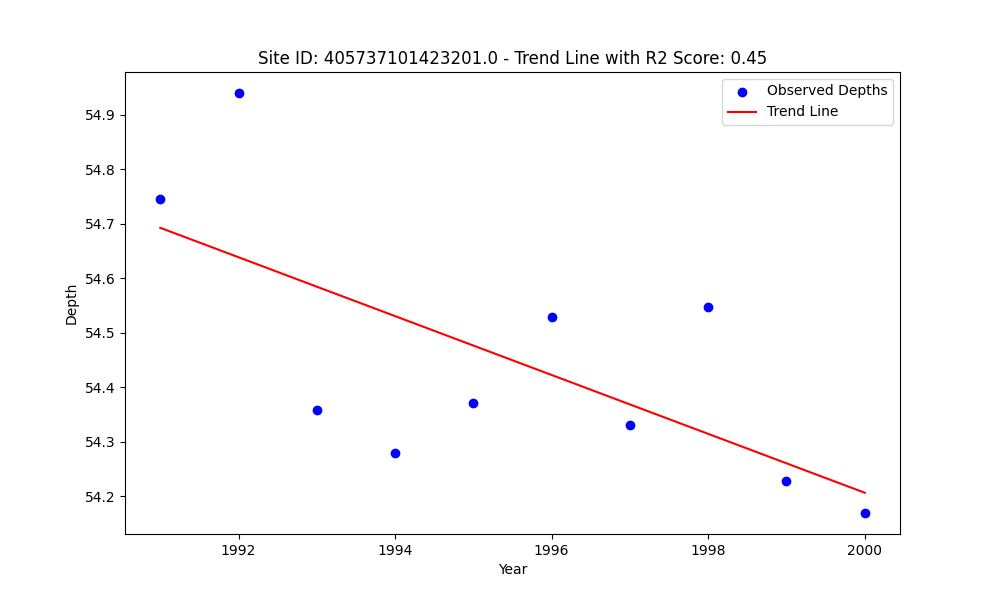 Site ID: 405737101423201.0 - Trend Line with R2 Score: 0.45
Observed Depths
Trend Line
54.9
54.8
54.7
54.6
54.5
54.4
54.3
54.2
Depth
1992
1994
1996
1998
2000
Year